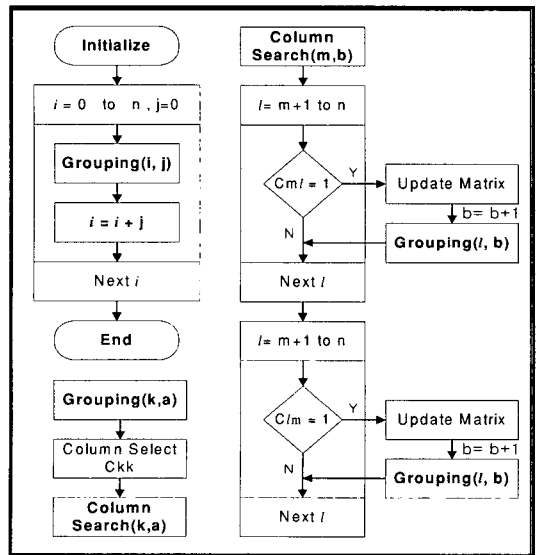 Initialize
i = 0 to n , j=0
Grouping(i, j)
i = i + j
Next i
End
Grouping(k,a)
Column Select
Ckk
Column
Search(k,a)
Column
Search(m,b)
l= m+1 to n
Cml = 1
Y
Update Matrix
b= b+1
Grouping(l, b)
N
Next l
l= m+1 to n
Clm = 1
Y
Update Matrix
b= b+1
Grouping(l, b)
N
Next l